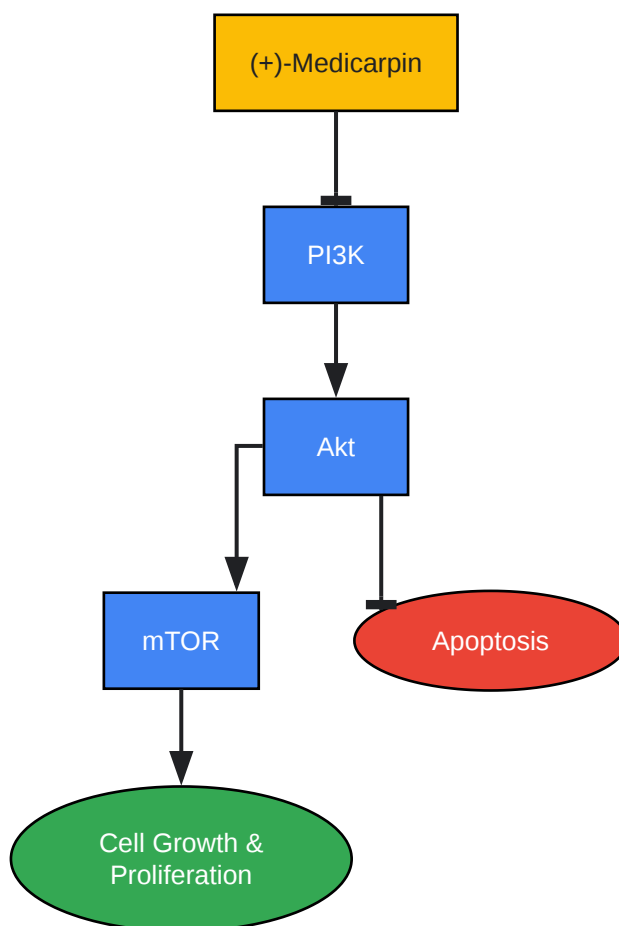 (+)-Medicarpin
PI3K
Akt
mTOR
Apoptosis
Cell Growth &
Proliferation